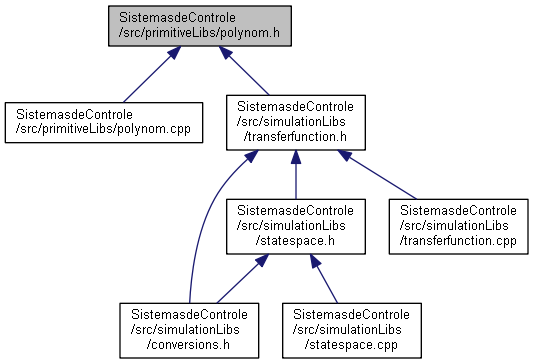 SistemasdeControle
/src/primitiveLibs/polynom.h
SistemasdeControle
/src/primitiveLibs/polynom.cpp
SistemasdeControle
/src/simulationLibs
/transferfunction.h
SistemasdeControle
/src/simulationLibs
/statespace.h
SistemasdeControle
/src/simulationLibs
/transferfunction.cpp
SistemasdeControle
/src/simulationLibs
/conversions.h
SistemasdeControle
/src/simulationLibs
/statespace.cpp